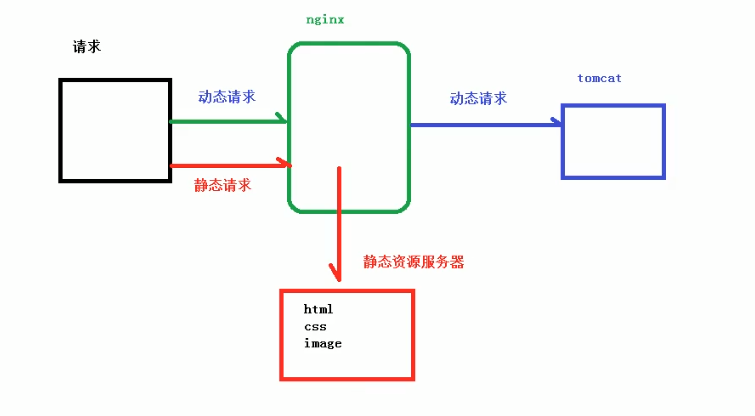 nginx
请求
动态请求
动态请求
tomcat
静态请求
静态资源服务器
html
css
image